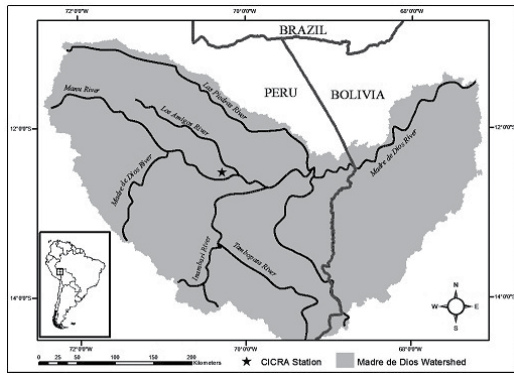 72°0'0"W
70°0'0"W
68°0'0"W
BRAZIL
PERU
BOLIVIA
Las Piedras River
Manu River
Los Amigos River
12°0'0"S
12°0'0"S
Madre de Dios River
Madre de Dios River
Inambari River
Tambopata River
14°0'0"S
14°0'0"S
N
W E
S
72°0'0"W
70°0'0"W
68°0'0"W
0 25 50 100 150 200
Kilometers
CICRA Station
Madre de Dios Watershed